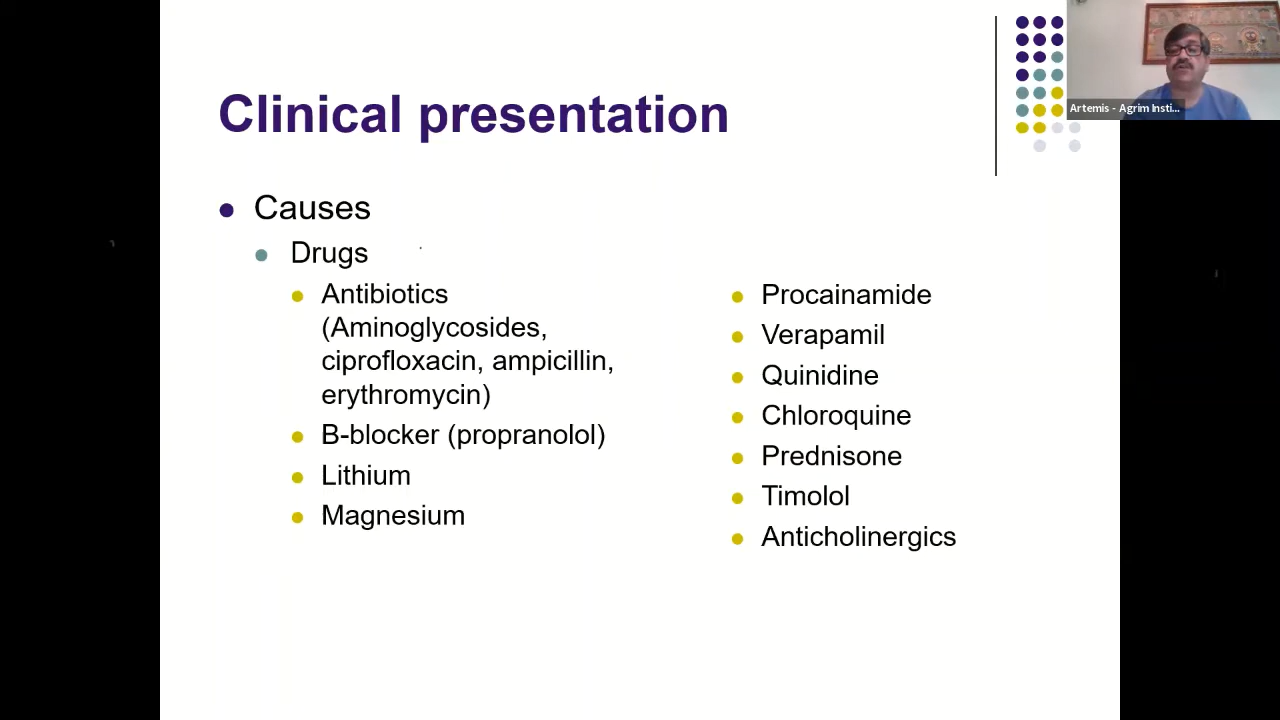 Clinical presentation
Artemis - Agrim Insti...
Causes
Drugs
Antibiotics
(Aminoglycosides,
ciprofloxacin, ampicillin,
erythromycin)
B-blocker (propranolol)
Lithium
Magnesium
Procainamide
Verapamil
Quinidine
Chloroquine
Prednisone
Timolol
Anticholinergics